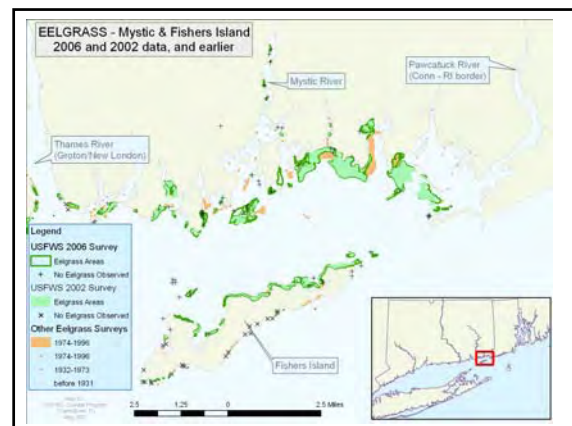 EELGRASS - Mystic & Fishers Island
2006 and 2002 data, and earlier
Pawcatuck River
(Conn - RI border)
Mystic River
Thames River
(Groton/New London)
Legend
USFWS 2006 Survey
Eelgrass Areas
+ No Eelgrass Observed
USFWS 2002 Survey
Eelgrass Areas
× No Eelgrass Observed
Other Eelgrass Surveys
1974-1996
1974-1996
1932-1973
before 1931
Fishers Island
2.5 1.25 0 2.5 Miles